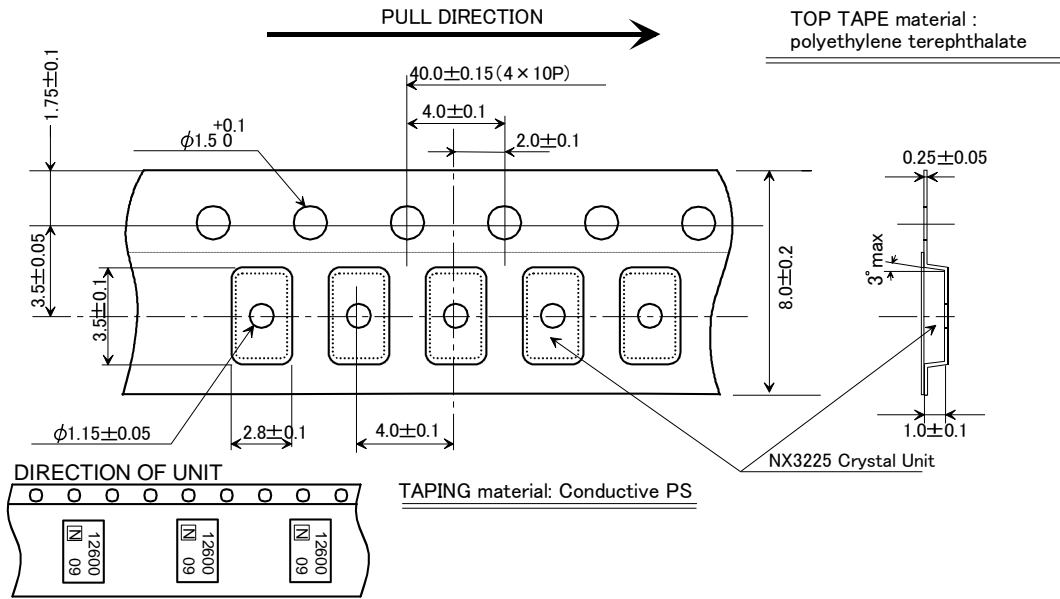 PULL DIRECTION
TOP TAPE material :
polyethylene terephthalate
1.75±0.1
40.0±0.15(4×10P)
4.0±0.1
+0.1
φ1.5 0
2.0±0.1
0.25±0.05
3.5±0.05
3.5±0.1
8.0±0.2
3°max
φ1.15±0.05
2.8±0.1
4.0±0.1
1.0±0.1
NX3225 Crystal Unit
DIRECTION OF UNIT
TAPING material: Conductive PS
12600
N 09
12600
N 09
12600
N 09